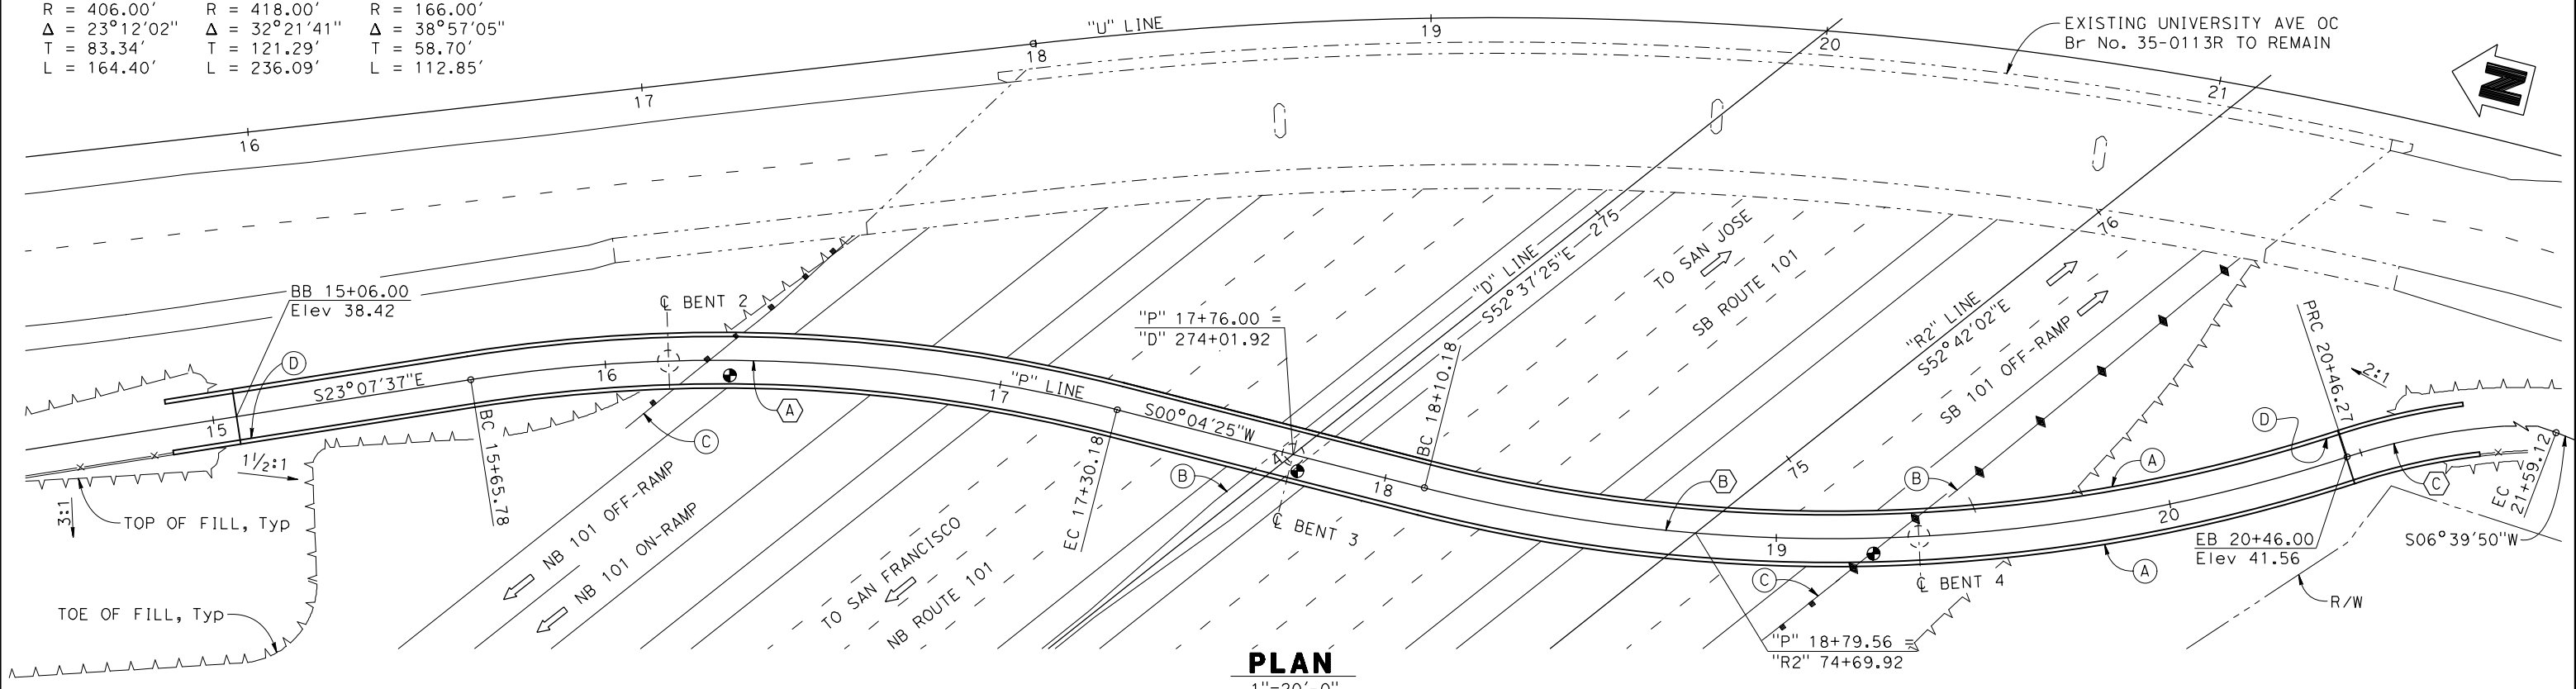 R = 406.00'
Δ = 23°12'02"
T = 83.34'
L = 164.40'
R = 418.00'
Δ = 32°21'41"
T = 121.29'
L = 236.09'
R = 166.00'
Δ = 38°57'05"
T = 58.70'
L = 112.85'
"U" LINE
16
17
18
19
20
21
EXISTING UNIVERSITY AVE OC
Br No. 35-0113R TO REMAIN
N
BB 15+06.00
Elev 38.42
℄ BENT 2
"P" 17+76.00 =
"D" 274+01.92
"D" LINE
S52°37'25"E
275
TO SAN JOSE
SB ROUTE 101
"R2" LINE
S52°42'02"E
76
SB 101 OFF-RAMP
PRC 20+46.27
2:1
D
S23°07'37"E
15
16
BC 15+65.78
A
C
"P" LINE
17
EC 17+30.18
S00°04'25"W
BC 18+10.18
B
18
℄ BENT 3
4
B
75
B
A
D
C
19
20
EC
21+59.12
S06°39'50"W
EB 20+46.00
Elev 41.56
℄ BENT 4
C
A
R/W
1½:1
3:1
TOP OF FILL, Typ
TOE OF FILL, Typ
NB 101 OFF-RAMP
NB 101 ON-RAMP
TO SAN FRANCISCO
NB ROUTE 101
"P" 18+79.56 =
"R2" 74+69.92
PLAN
1"=20'-0"